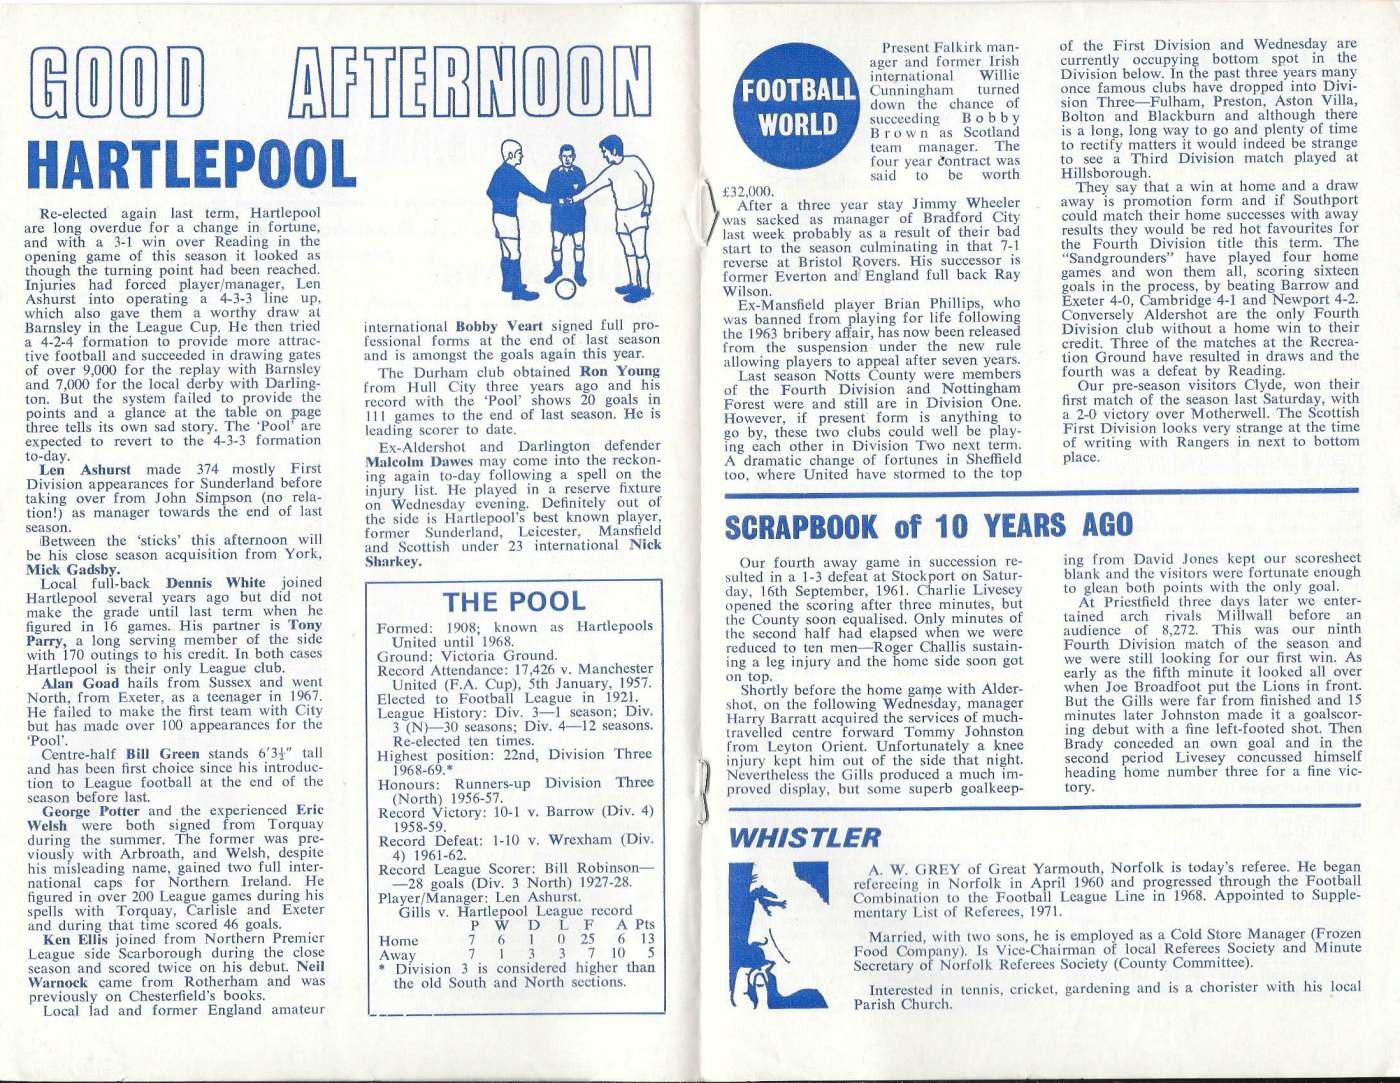 GOOD AFTERNOON
HARTLEPOOL
Re-elected again last term, Hartlepool
are long overdue for a change in fortune,
and with a 3-1 win over Reading in the
opening game of this season it looked as
though the turning point had been reached.
Injuries had forced player/manager, Len
Ashurst into operating a 4-3-3 line up,
which also gave them a worthy draw at
Barnsley in the League Cup. He then tried
a 4-2-4 formation to provide more attrac-
tive football and succeeded in drawing gates
of over 9,000 for the replay with Barnsley
and 7,000 for the local derby with Darling-
ton. But the system failed to provide the
points and a glance at the table on page
three tells its own sad story. The 'Pool' are
expected to revert to the 4-3-3 formation
to-day.
Len Ashurst made 374 mostly First
Division appearances for Sunderland before
taking over from John Simpson (no rela-
tion!) as manager towards the end of last
season.
Between the 'sticks' this afternoon will
be his close season acquisition from York,
Mick Gadsby.
Local full-back Dennis White joined
Hartlepool several years ago but did not
make the grade until last term when he
figured in 16 games. His partner is Tony
Parry, a long serving member of the side
with 170 outings to his credit. In both cases
Hartlepool is their only League club.
Alan Goad hails from Sussex and went
North, from Exeter, as a teenager in 1967.
He failed to make the first team with City
but has made over 100 appearances for the
'Pool'.
Centre-half Bill Green stands 6'3½" tall
and has been first choice since his introduc-
tion to League football at the end of the
season before last.
George Potter and the experienced Eric
Welsh were both signed from Torquay
during the summer. The former was pre-
viously with Arbroath, and Welsh, despite
his misleading name, gained two full inter-
national caps for Northern Ireland. He
figured in over 200 League games during his
spells with Torquay, Carlisle and Exeter
and during that time scored 46 goals.
Ken Ellis joined from Northern Premier
League side Scarborough during the close
season and scored twice on his debut. Neil
Warnock came from Rotherham and was
previously on Chesterfield's books.
Local lad and former England amateur
international Bobby Veart signed full pro-
fessional forms at the end of last season
and is amongst the goals again this year.
The Durham club obtained Ron Young
from Hull City three years ago and his
record with the 'Pool' shows 20 goals in
111 games to the end of last season. He is
leading scorer to date.
Ex-Aldershot and Darlington defender
Malcolm Dawes may come into the reckon-
ing again to-day following a spell on the
injury list. He played in a reserve fixture
on Wednesday evening. Definitely out of
the side is Hartlepool's best known player,
former Sunderland, Leicester, Mansfield
and Scottish under 23 international Nick
Sharkey.
THE POOL
Formed: 1908; known as Hartlepools
United until 1968.
Ground: Victoria Ground.
Record Attendance: 17,426 v. Manchester
United (F.A. Cup), 5th January, 1957.
Elected to Football League in 1921.
League History: Div. 3—1 season; Div.
3 (N)—30 seasons; Div. 4—12 seasons.
Re-elected ten times.
Highest position: 22nd, Division Three
1968-69.*
Honours: Runners-up Division Three
(North) 1956-57.
Record Victory: 10-1 v. Barrow (Div. 4)
1958-59.
Record Defeat: 1-10 v. Wrexham (Div.
4) 1961-62.
Record League Scorer: Bill Robinson—
—28 goals (Div. 3 North) 1927-28.
Player/Manager: Len Ashurst.
Gills v. Hartlepool League record
P W D L F A Pts
Home 7 6 1 0 25 6 13
Away 7 1 3 3 7 10 5
* Division 3 is considered higher than
the old South and North sections.
FOOTBALL
WORLD
Present Falkirk man-
ager and former Irish
international Willie
Cunningham turned
down the chance of
succeeding Bobby
Brown as Scotland
team manager. The
four year contract was
said to be worth
£32,000.
After a three year stay Jimmy Wheeler
was sacked as manager of Bradford City
last week probably as a result of their bad
start to the season culminating in that 7-1
reverse at Bristol Rovers. His successor is
former Everton and England full back Ray
Wilson.
Ex-Mansfield player Brian Phillips, who
was banned from playing for life following
the 1963 bribery affair, has now been released
from the suspension under the new rule
allowing players to appeal after seven years.
Last season Notts County were members
of the Fourth Division and Nottingham
Forest were and still are in Division One.
However, if present form is anything to
go by, these two clubs could well be play-
ing each other in Division Two next term.
A dramatic change of fortunes in Sheffield
too, where United have stormed to the top
of the First Division and Wednesday are
currently occupying bottom spot in the
Division below. In the past three years many
once famous clubs have dropped into Divi-
sion Three—Fulham, Preston, Aston Villa,
Bolton and Blackburn and although there
is a long, long way to go and plenty of time
to rectify matters it would indeed be strange
to see a Third Division match played at
Hillsborough.
They say that a win at home and a draw
away is promotion form and if Southport
could match their home successes with away
results they would be red hot favourites for
the Fourth Division title this term. The
"Sandgrounders" have played four home
games and won them all, scoring sixteen
goals in the process, by beating Barrow and
Exeter 4-0, Cambridge 4-1 and Newport 4-2.
Conversely Aldershot are the only Fourth
Division club without a home win to their
credit. Three of the matches at the Recrea-
tion Ground have resulted in draws and the
fourth was a defeat by Reading.
Our pre-season visitors Clyde, won their
first match of the season last Saturday, with
a 2-0 victory over Motherwell. The Scottish
First Division looks very strange at the time
of writing with Rangers in next to bottom
place.
SCRAPBOOK of 10 YEARS AGO
Our fourth away game in succession re-
sulted in a 1-3 defeat at Stockport on Satur-
day, 16th September, 1961. Charlie Livesey
opened the scoring after three minutes, but
the County soon equalised. Only minutes of
the second half had elapsed when we were
reduced to ten men—Roger Challis sustain-
ing a leg injury and the home side soon got
on top.
Shortly before the home game with Alder-
shot, on the following Wednesday, manager
Harry Barratt acquired the services of much-
travelled centre forward Tommy Johnston
from Leyton Orient. Unfortunately a knee
injury kept him out of the side that night.
Nevertheless the Gills produced a much im-
proved display, but some superb goalkeep-
ing from David Jones kept our scoresheet
blank and the visitors were fortunate enough
to glean both points with the only goal.
At Priestfield three days later we enter-
tained arch rivals Millwall before an
audience of 8,272. This was our ninth
Fourth Division match of the season and
we were still looking for our first win. As
early as the fifth minute it looked all over
when Joe Broadfoot put the Lions in front.
But the Gills were far from finished and 15
minutes later Johnston made it a goalscor-
ing debut with a fine left-footed shot. Then
Brady conceded an own goal and in the
second period Livesey concussed himself
heading home number three for a fine vic-
tory.
WHISTLER
A. W. GREY of Great Yarmouth, Norfolk is today's referee. He began
refereeing in Norfolk in April 1960 and progressed through the Football
Combination to the Football League Line in 1968. Appointed to Supple-
mentary List of Referees, 1971.
Married, with two sons, he is employed as a Cold Store Manager (Frozen
Food Company). Is Vice-Chairman of local Referees Society and Minute
Secretary of Norfolk Referees Society (County Committee).
Interested in tennis, cricket, gardening and is a chorister with his local
Parish Church.